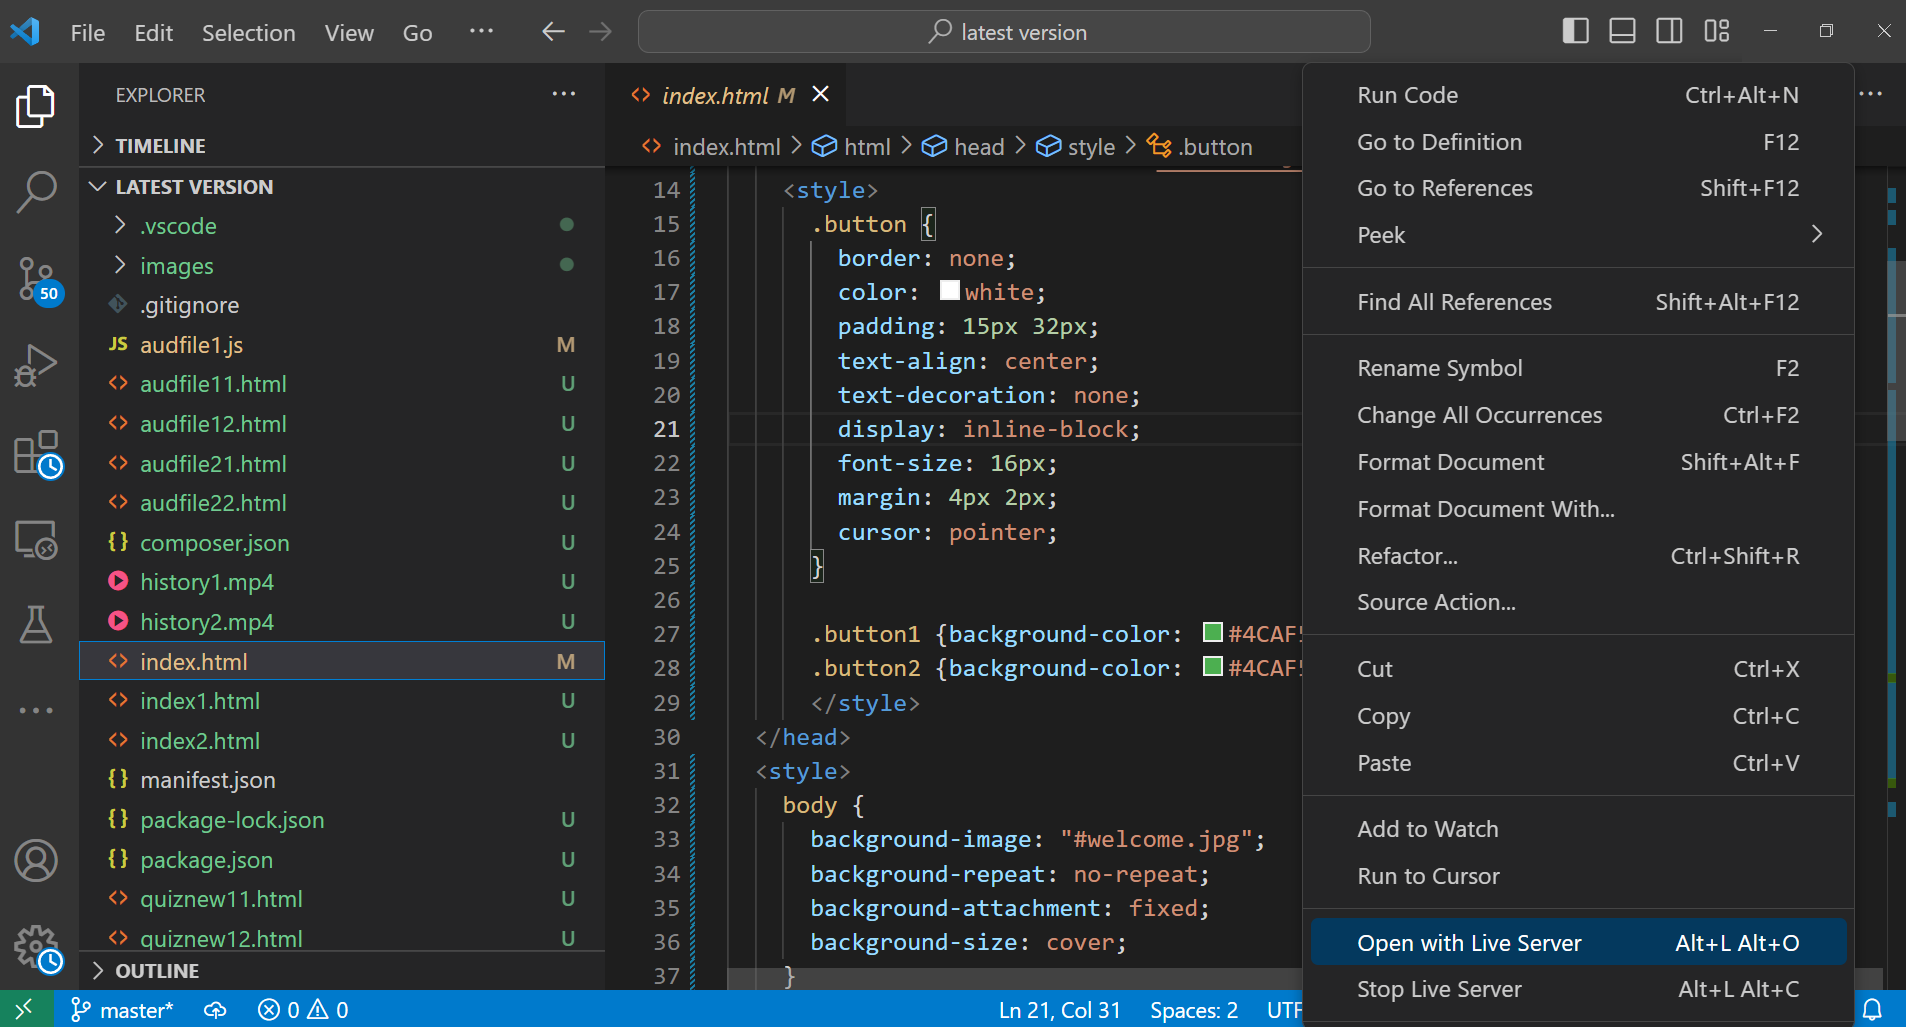 File Edit Selection View Go ···
latest version
EXPLORER ···
TIMELINE
LATEST VERSION
.vscode
images
.gitignore
JS audfile1.js M
audfile11.html U
audfile12.html U
audfile21.html U
audfile22.html U
{} composer.json U
history1.mp4 U
history2.mp4 U
index.html M
index1.html U
index2.html U
{} manifest.json
{} package-lock.json U
{} package.json U
quiznew11.html U
quiznew12.html U
OUTLINE
50
index.html M
index.html > html > head > style > .button
14 <style>
15 .button {
16 border: none;
17 color: white;
18 padding: 15px 32px;
19 text-align: center;
20 text-decoration: none;
21 display: inline-block;
22 font-size: 16px;
23 margin: 4px 2px;
24 cursor: pointer;
25 }
26
27 .button1 {background-color: #4CAF5
28 .button2 {background-color: #4CAF5
29 </style>
30 </head>
31 <style>
32 body {
33 background-image: "#welcome.jpg";
34 background-repeat: no-repeat;
35 background-attachment: fixed;
36 background-size: cover;
37 }
Run Code Ctrl+Alt+N
Go to Definition F12
Go to References Shift+F12
Peek
Find All References Shift+Alt+F12
Rename Symbol F2
Change All Occurrences Ctrl+F2
Format Document Shift+Alt+F
Format Document With...
Refactor... Ctrl+Shift+R
Source Action...
Cut Ctrl+X
Copy Ctrl+C
Paste Ctrl+V
Add to Watch
Run to Cursor
Open with Live Server Alt+L Alt+O
Stop Live Server Alt+L Alt+C
master* 0 0 Ln 21, Col 31 Spaces: 2 UTF